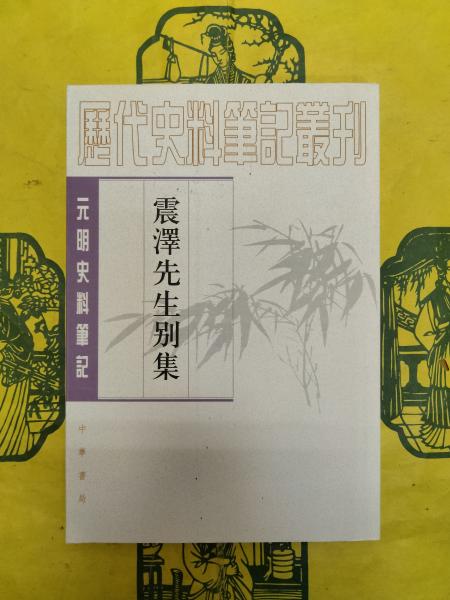 歷代史料筆記叢刊
元明史料筆記
震澤先生別集
中華書局